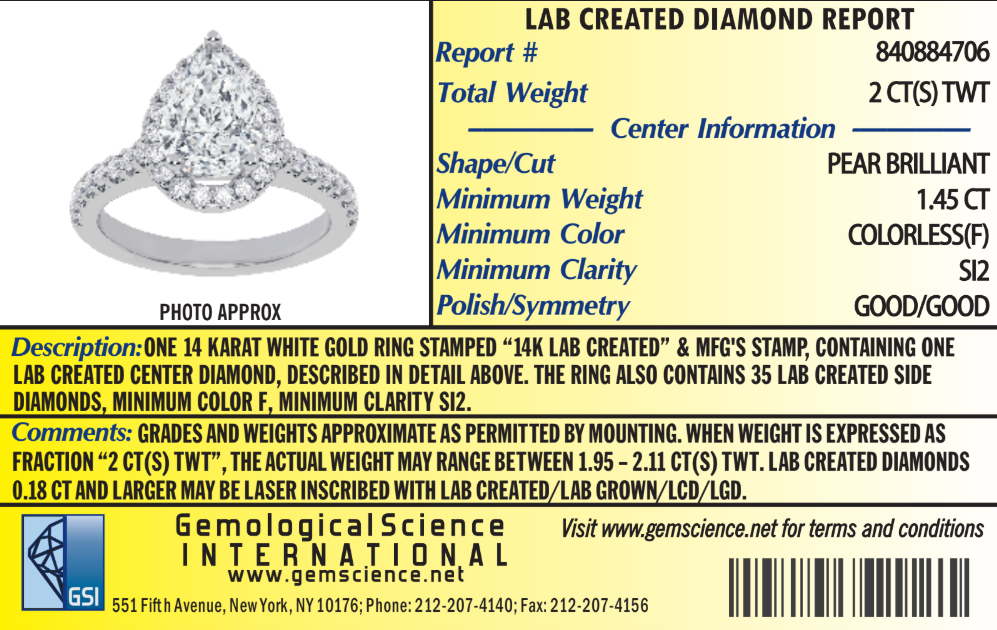 LAB CREATED DIAMOND REPORT
Report # 840884706
Total Weight 2 CT(S) TWT
Center Information
Shape/Cut PEAR BRILLIANT
Minimum Weight 1.45 CT
Minimum Color COLORLESS(F)
Minimum Clarity SI2
Polish/Symmetry GOOD/GOOD
PHOTO APPROX
Description: ONE 14 KARAT WHITE GOLD RING STAMPED “14K LAB CREATED” & MFG'S STAMP, CONTAINING ONE
LAB CREATED CENTER DIAMOND, DESCRIBED IN DETAIL ABOVE. THE RING ALSO CONTAINS 35 LAB CREATED SIDE
DIAMONDS, MINIMUM COLOR F, MINIMUM CLARITY SI2.
Comments: GRADES AND WEIGHTS APPROXIMATE AS PERMITTED BY MOUNTING. WHEN WEIGHT IS EXPRESSED AS
FRACTION “2 CT(S) TWT”, THE ACTUAL WEIGHT MAY RANGE BETWEEN 1.95 – 2.11 CT(S) TWT. LAB CREATED DIAMONDS
0.18 CT AND LARGER MAY BE LASER INSCRIBED WITH LAB CREATED/LAB GROWN/LCD/LGD.
GSI
Gemological Science
INTERNATIONAL
www.gemscience.net
551 Fifth Avenue, New York, NY 10176; Phone: 212-207-4140; Fax: 212-207-4156
Visit www.gemscience.net for terms and conditions